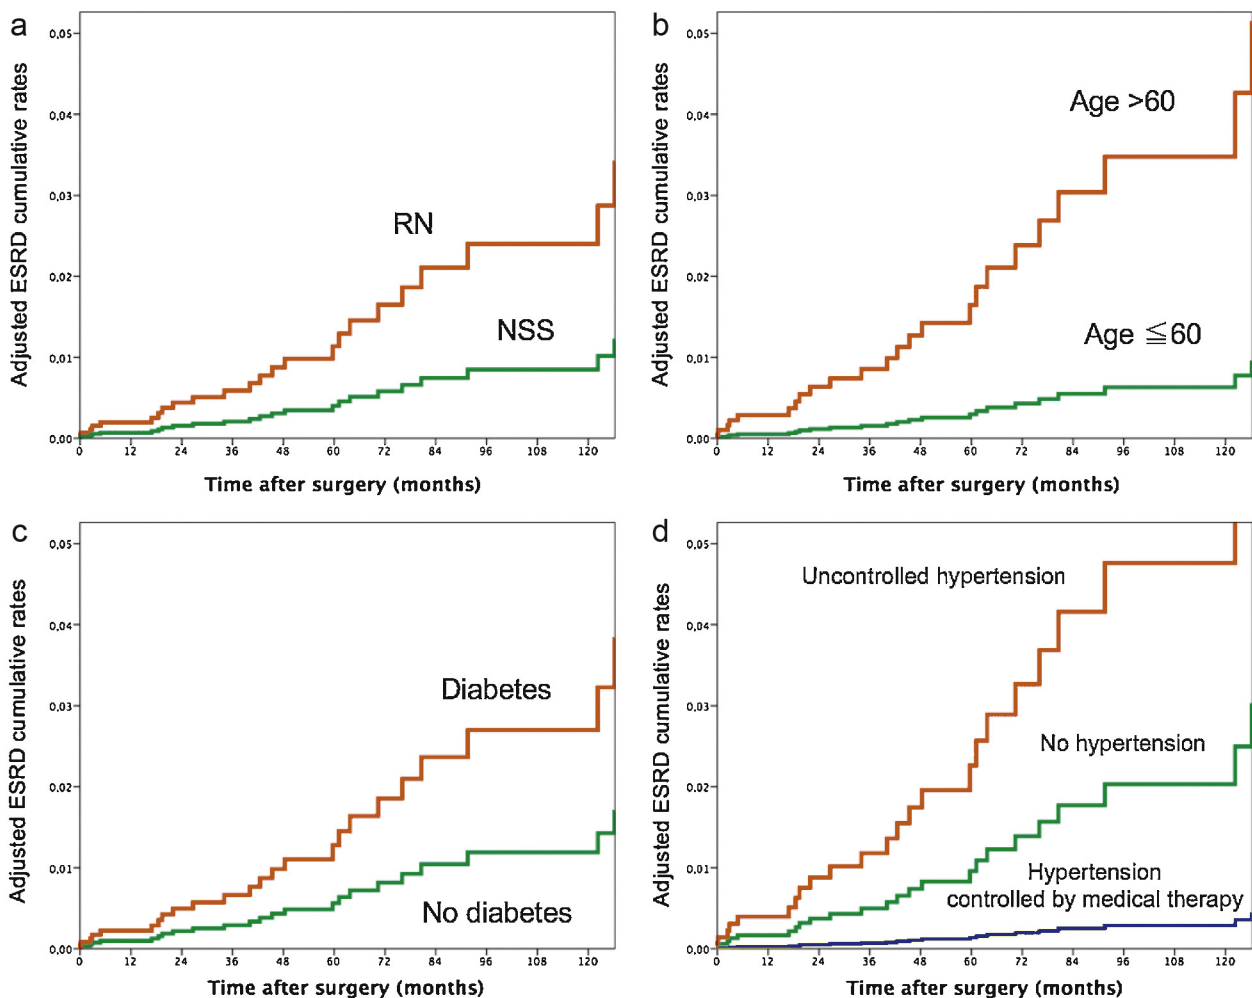 a
Adjusted ESRD cumulative rates
0,05
0,04
0,03
0,02
0,01
0,00
RN
NSS
0 12 24 36 48 60 72 84 96 108 120
Time after surgery (months)
b
Adjusted ESRD cumulative rates
0,05
0,04
0,03
0,02
0,01
0,00
Age >60
Age ≦60
0 12 24 36 48 60 72 84 96 108 120
Time after surgery (months)
c
Adjusted ESRD cumulative rates
0,05
0,04
0,03
0,02
0,01
0,00
Diabetes
No diabetes
0 12 24 36 48 60 72 84 96 108 120
Time after surgery (months)
d
Adjusted ESRD cumulative rates
0,05
0,04
0,03
0,02
0,01
0,00
Uncontrolled hypertension
No hypertension
Hypertension
controlled by medical therapy
0 12 24 36 48 60 72 84 96 108 120
Time after surgery (months)